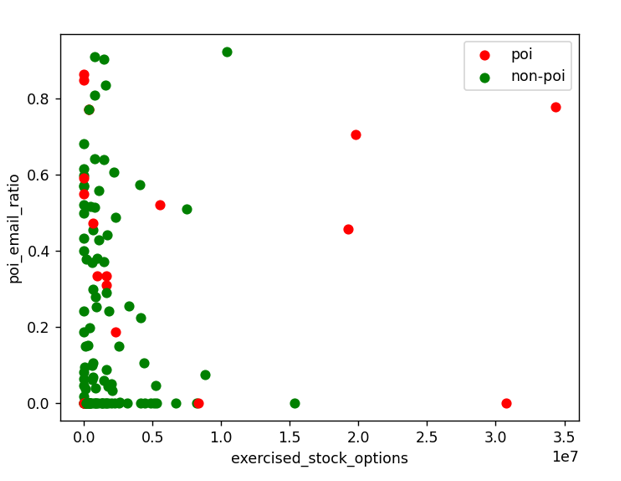 poi
non-poi
0.8
0.6
0.4
0.2
0.0
poi_email_ratio
0.0 0.5 1.0 1.5 2.0 2.5 3.0 3.5
1e7
exercised_stock_options